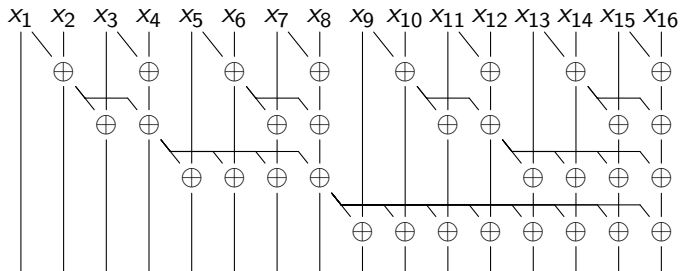 x₁ x₂ x₃ x₄ x₅ x₆ x₇ x₈ x₉ x₁₀ x₁₁ x₁₂ x₁₃ x₁₄ x₁₅ x₁₆